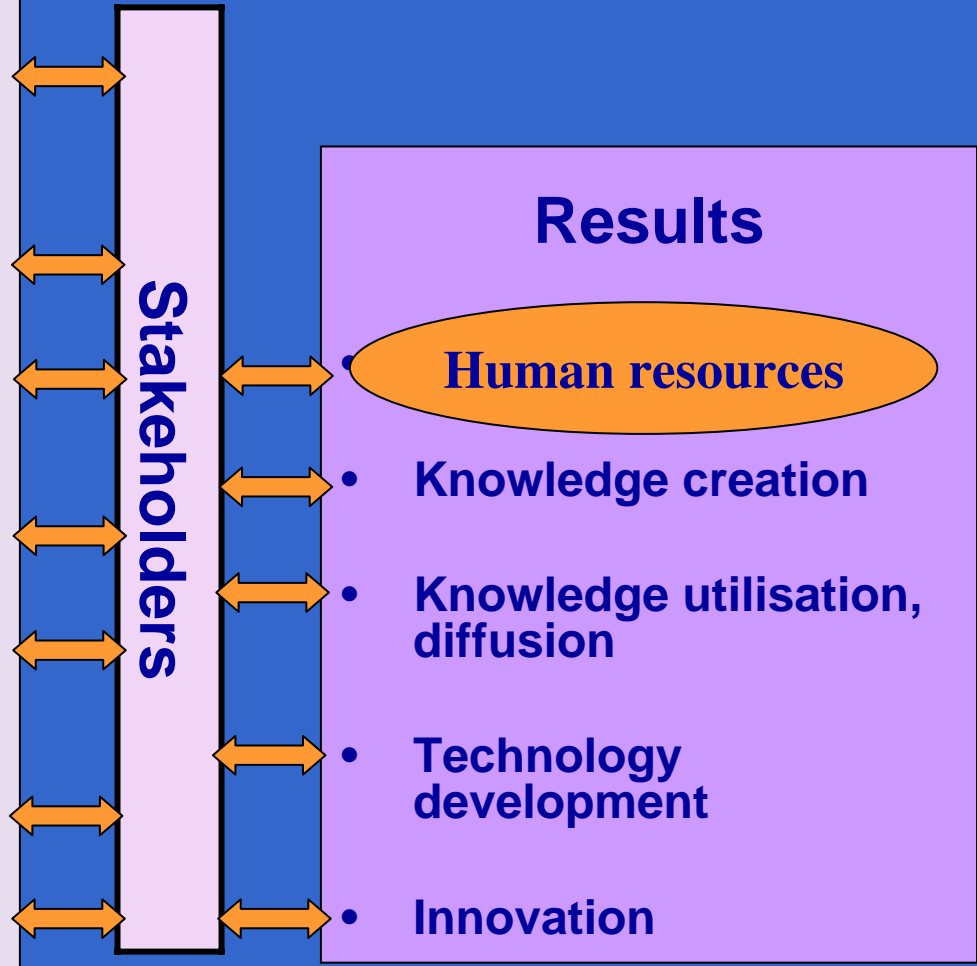 Stakeholders
Results
• Human resources
• Knowledge creation
• Knowledge utilisation,
diffusion
• Technology
development
• Innovation